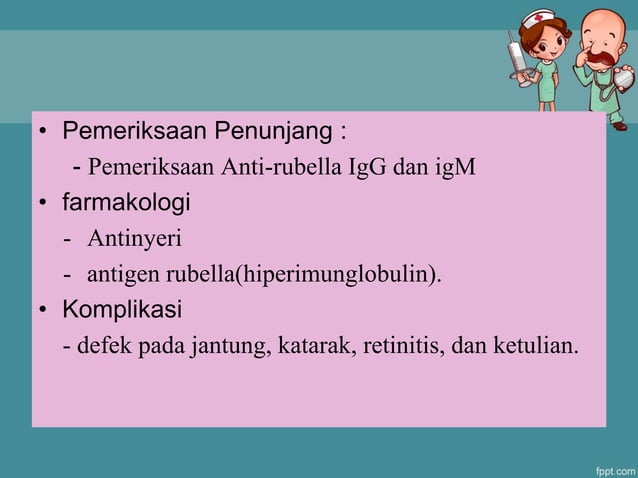 • Pemeriksaan Penunjang :
- Pemeriksaan Anti-rubella IgG dan igM
• farmakologi
- Antinyeri
- antigen rubella(hiperimunglobulin).
• Komplikasi
- defek pada jantung, katarak, retinitis, dan ketulian.
fppt.com